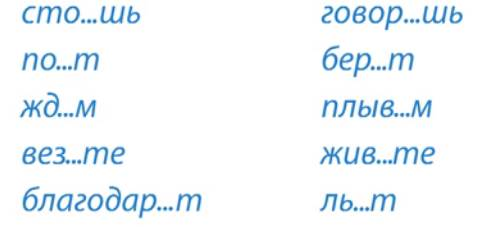 сто...шь говор...шь
по...т бер...т
жд...м плыв...м
вез...те жив...те
благодар...т ль...т